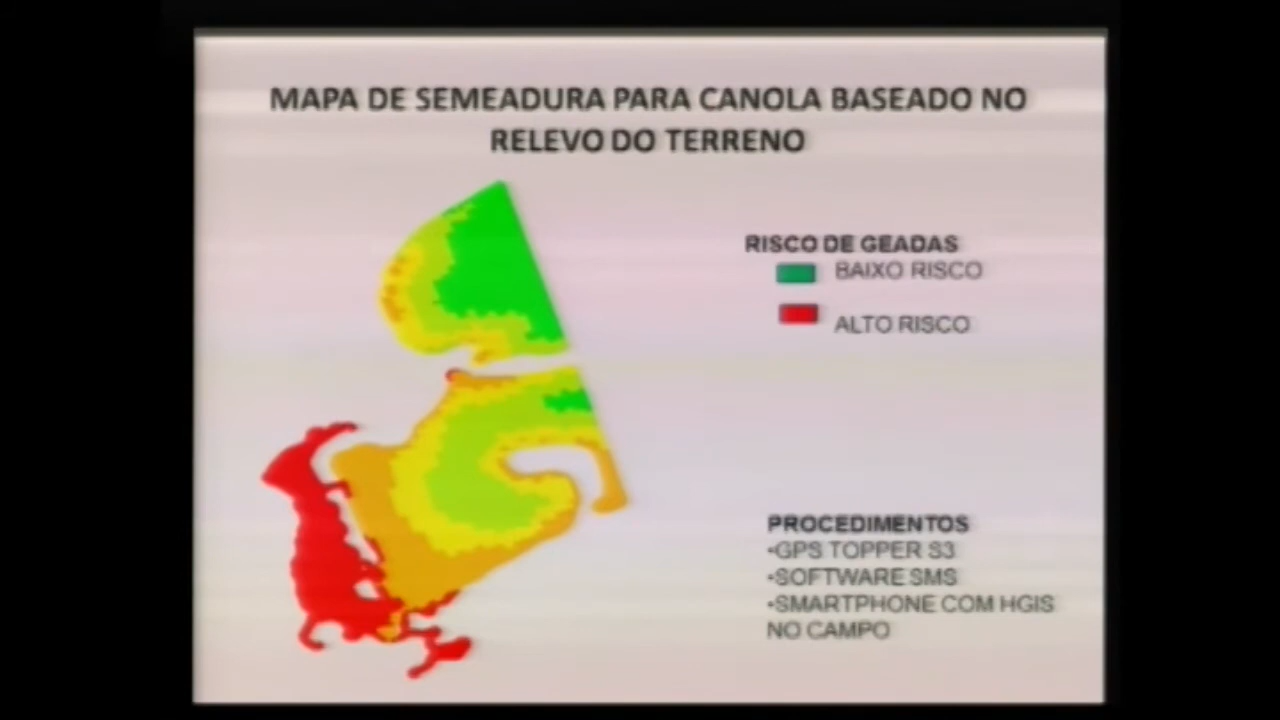 MAPA DE SEMEADURA PARA CANOLA BASEADO NO
RELEVO DO TERRENO
RISCO DE GEADAS
BAIXO RISCO
ALTO RISCO
PROCEDIMENTOS
•GPS TOPPER S3
•SOFTWARE SMS
•SMARTPHONE COM HGIS
NO CAMPO